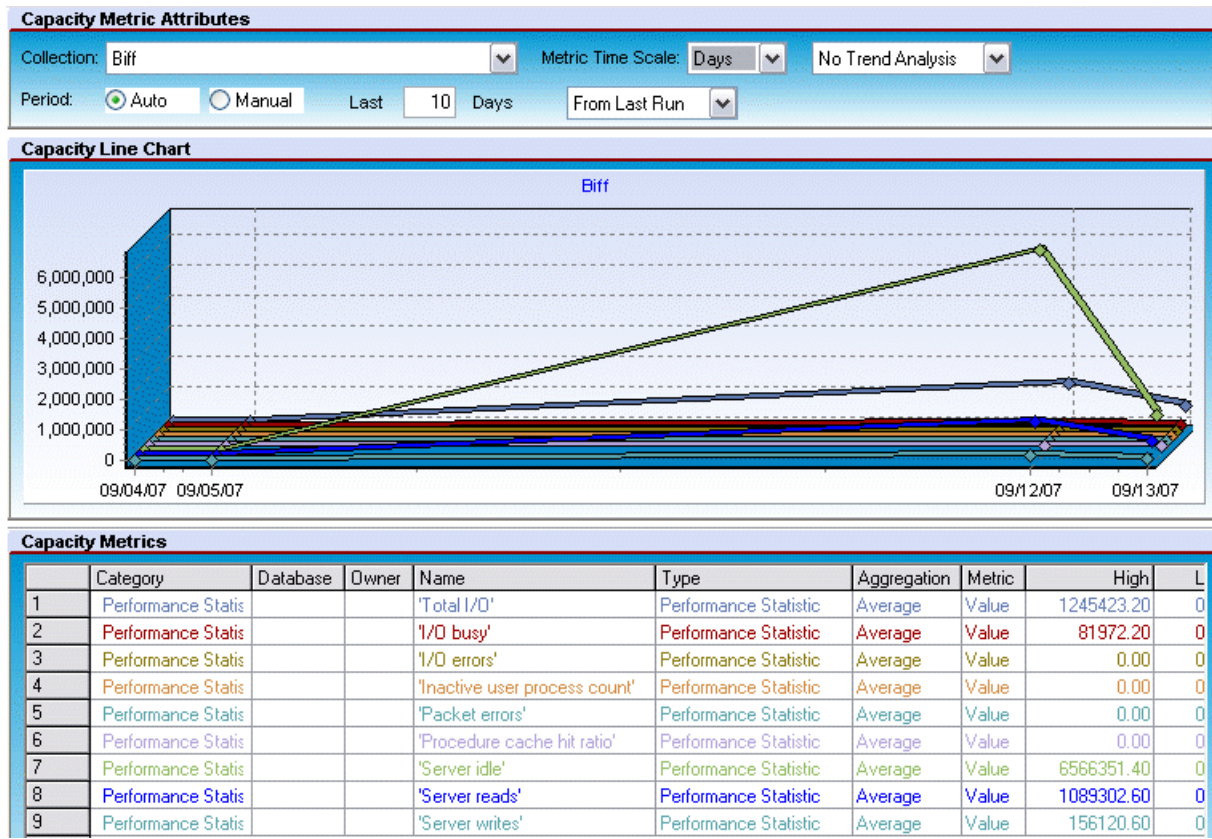 Capacity Metric Attributes
Collection: Biff Metric Time Scale: Days No Trend Analysis
Period: Auto Manual Last 10 Days From Last Run
Capacity Line Chart
Biff
6,000,000
5,000,000
4,000,000
3,000,000
2,000,000
1,000,000
0
09/04/07 09/05/07 09/12/07 09/13/07
Capacity Metrics
Category Database Owner Name Type Aggregation Metric High L
1 Performance Statis 'Total I/O' Performance Statistic Average Value 1245423.20 0
2 Performance Statis 'I/O busy' Performance Statistic Average Value 81972.20 0
3 Performance Statis 'I/O errors' Performance Statistic Average Value 0.00 0
4 Performance Statis 'Inactive user process count' Performance Statistic Average Value 0.00 0
5 Performance Statis 'Packet errors' Performance Statistic Average Value 0.00 0
6 Performance Statis 'Procedure cache hit ratio' Performance Statistic Average Value 0.00 0
7 Performance Statis 'Server idle' Performance Statistic Average Value 6566351.40 0
8 Performance Statis 'Server reads' Performance Statistic Average Value 1089302.60 0
9 Performance Statis 'Server writes' Performance Statistic Average Value 156120.60 0